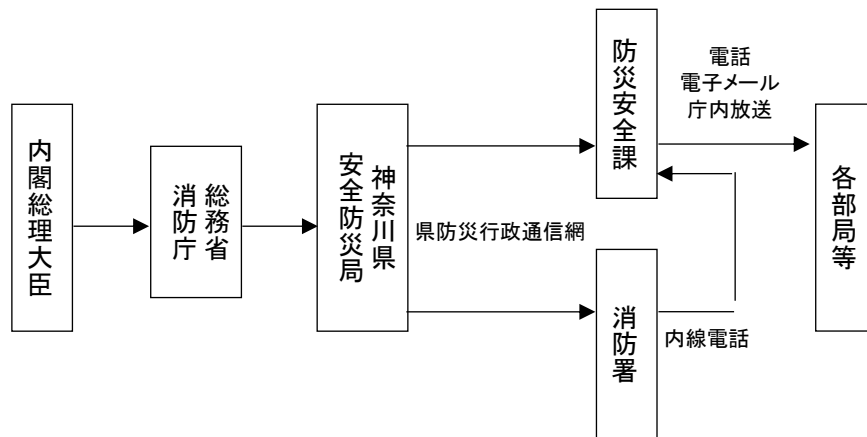 内閣総理大臣
総務省
消防庁
神奈川県
安全防災局
県防災行政通信網
防災安全課
消防署
電話
電子メール
庁内放送
内線電話
各部局等